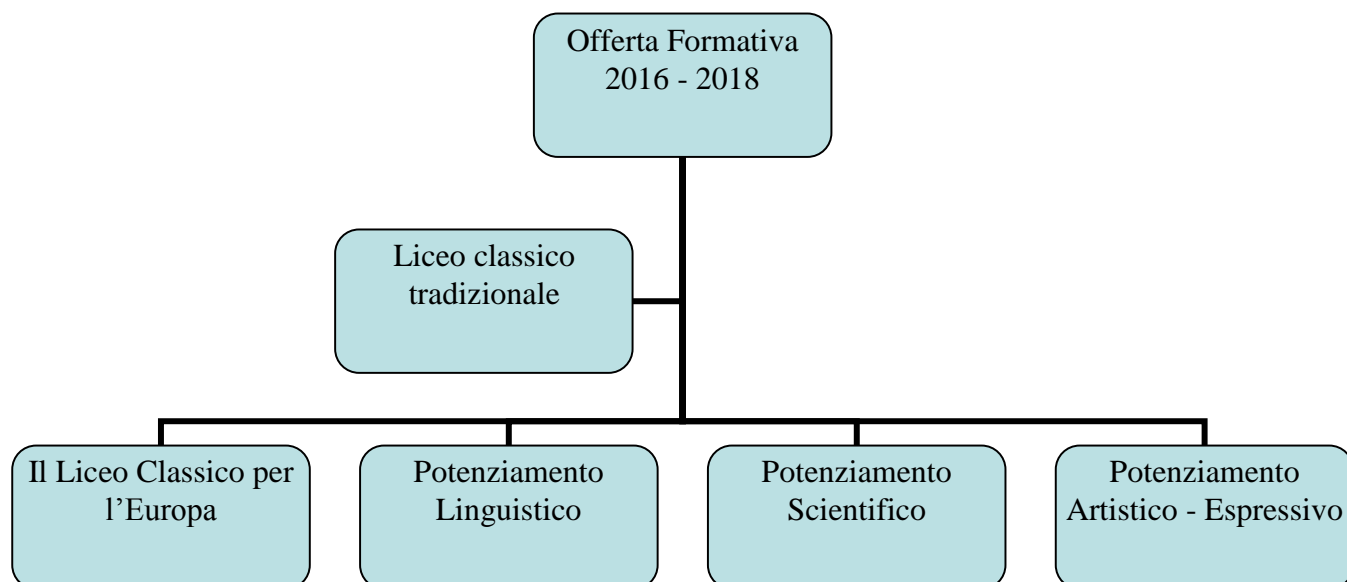 Offerta Formativa
2016 - 2018
Liceo classico
tradizionale
Il Liceo Classico per
l’Europa
Potenziamento
Linguistico
Potenziamento
Scientifico
Potenziamento
Artistico - Espressivo